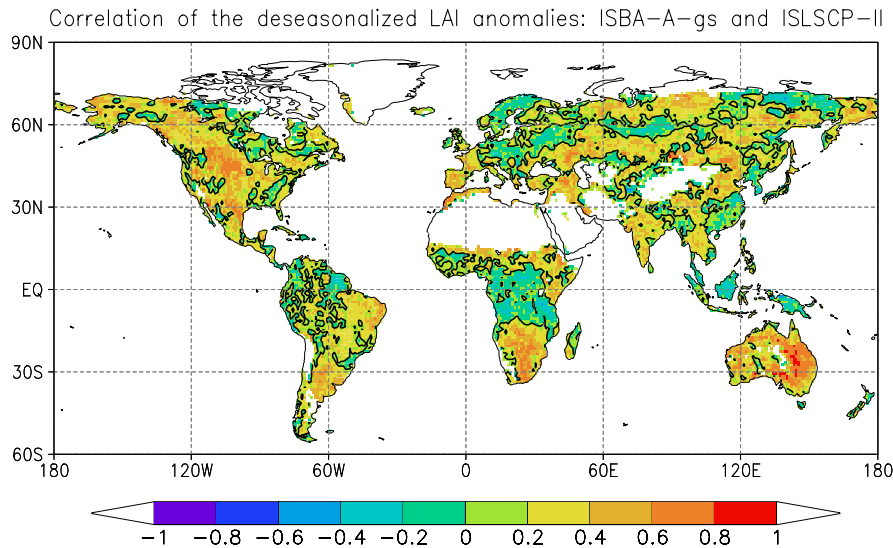 Correlation of the deseasonalized LAI anomalies: ISBA-A-gs and ISLSCP-II
90N
60N
30N
EQ
30S
60S
180 120W 60W 0 60E 120E 180
-1 -0.8 -0.6 -0.4 -0.2 0 0.2 0.4 0.6 0.8 1